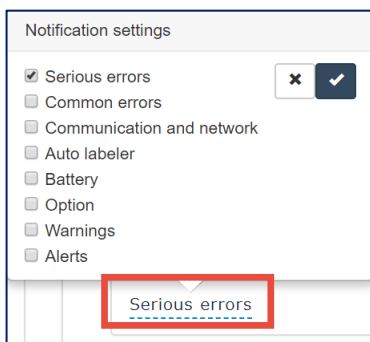 Notification settings
Serious errors
Common errors
Communication and network
Auto labeler
Battery
Option
Warnings
Alerts
Serious errors